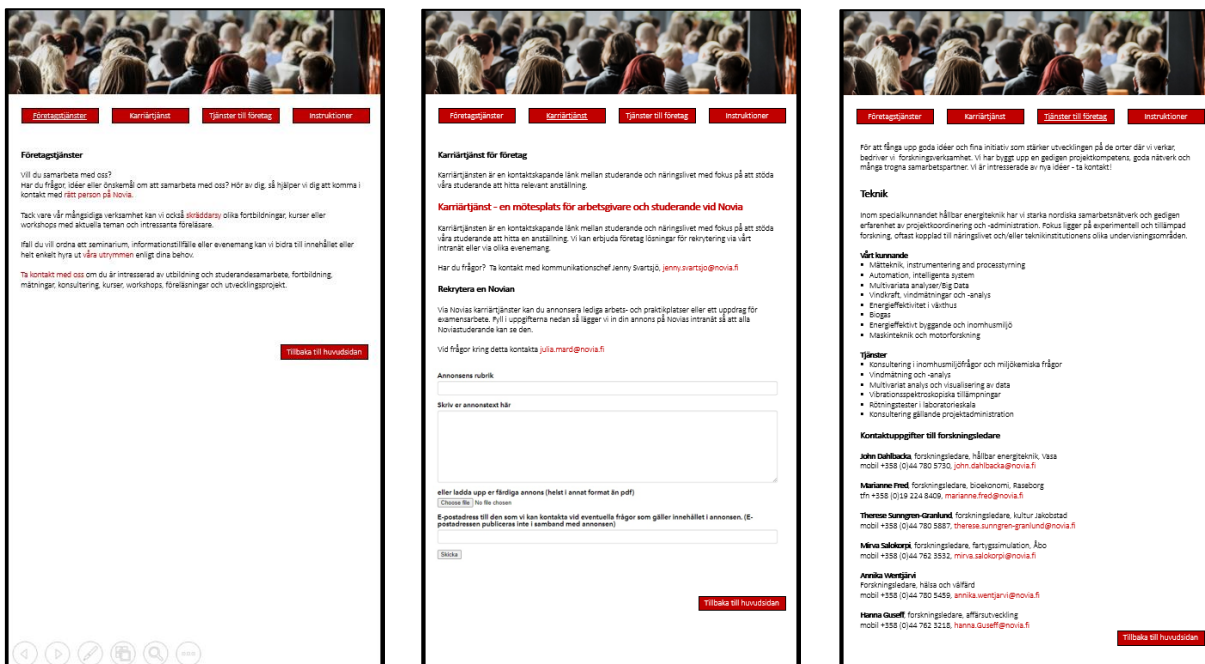 Företagstjänster
Karriärtjänst
Tjänster till företag
Instruktioner
Företagstjänster
Vill du samarbeta med oss?
Har du frågor, idéer eller önskemål om att samarbeta med oss? Hör av dig, så hjälper vi dig att komma i
kontakt med rätt person på Novia.
Tack vare vår mångsidiga verksamhet kan vi också skräddarsy olika fortbildningar, kurser eller
workshops med aktuella teman och intressanta föreläsare.
Ifall du vill ordna ett seminarium, informationstillfälle eller evenemang kan vi bidra till innehållet eller
helt enkelt hyra ut våra utrymmen enligt dina behov.
Ta kontakt med oss om du är intresserad av utbildning och studerandesamarbete, fortbildning,
mätningar, konsultering, kurser, workshops, föreläsningar och utvecklingsprojekt.
Tillbaka till huvudsidan
Företagstjänster
Karriärtjänst
Tjänster till företag
Instruktioner
Karriärtjänst för företag
Karriärtjänsten är en kontaktskapande länk mellan studerande och näringslivet med fokus på att stöda
våra studerande att hitta relevant anställning.
Karriärtjänst – en mötesplats för arbetsgivare och studerande vid Novia
Karriärtjänsten är en kontaktskapande länk mellan studerande och näringslivet med fokus på att stöda
våra studerande att hitta en anställning. Vi kan erbjuda företag lösningar för rekrytering via vårt
intranät eller via olika evenemang.
Har du frågor? Ta kontakt med kommunikationschef Jenny Svartsjö, jenny.svartsjo@novia.fi
Rekrytera en Novian
Via Novias karriärtjänster kan du annonsera lediga arbets- och praktikplatser eller ett uppdrag för
examensarbete. Fyll i uppgifterna nedan så lägger vi in din annons på Novias intranät så att alla
Noviastuderande kan se den.
Vid frågor kring detta kontakta julia.mard@novia.fi
Annonsens rubrik
Skriv er annonstext här
eller ladda upp er färdiga annons (helst i annat format än pdf)
Choose file No file chosen
E-postadress till den som vi kan kontakta vid eventuella frågor som gäller innehållet i annonsen. (E-
postadressen publiceras inte i samband med annonsen)
Skicka
Tillbaka till huvudsidan
Företagstjänster
Karriärtjänst
Tjänster till företag
Instruktioner
För att fånga upp goda idéer och fina initiativ som stärker utvecklingen på de orter där vi verkar,
bedriver vi forskningsverksamhet. Vi har byggt upp en gedigen projektkompetens, goda nätverk och
många trogna samarbetspartner. Vi är intresserade av nya idéer - ta kontakt!
Teknik
Inom specialkunnandet hållbar energiteknik har vi starka nordiska samarbetsnätverk och gedigen
erfarenhet av projektkoordinering och -administration. Fokus ligger på experimentell och tillämpad
forskning, oftast kopplad till näringslivet och/eller teknikinstitutionens olika undervisningsområden.
Vårt kunnande
▪ Mätteknik, instrumentering and processtyrning
▪ Automation, intelligenta system
▪ Multivariata analyser/Big Data
▪ Vindkraft, vindmätningar och -analys
▪ Energieffektivitet i växthus
▪ Biogas
▪ Energieffektivt byggande och inomhusmiljö
▪ Maskinteknik och motorforskning
Tjänster
▪ Konsultering i inomhusmiljöfrågor och miljökemiska frågor
▪ Vindmätning och -analys
▪ Multivariat analys och visualisering av data
▪ Vibrationsspektroskopiska tillämpningar
▪ Rötningstester i laboratorieskala
▪ Konsultering gällande projektadministration
Kontaktuppgifter till forskningsledare
John Dahlbacka, forskningsledare, hållbar energiteknik, Vasa
mobil +358 (0)44 780 5730, john.dahlbacka@novia.fi
Marianne Fred, forskningsledare, bioekonomi, Raseborg
tfn +358 (0)19 224 8409, marianne.fred@novia.fi
Therese Sunngren-Granlund, forskningsledare, kultur Jakobstad
mobil +358 (0)44 780 5887, therese.sunngren-granlund@novia.fi
Mirva Salokorpi, forskningsledare, fartygssimulation, Åbo
mobil +358 (0)44 762 3532, mirva.salokorpi@novia.fi
Annika Wentjärvi
Forskningsledare, hälsa och välfärd
mobil +358 (0)44 780 5459, annika.wentjarvi@novia.fi
Hanna Guseff, forskningsledare, affärsutveckling
mobil +358 (0)44 762 3218, hanna.Guseff@novia.fi
Tillbaka till huvudsidan